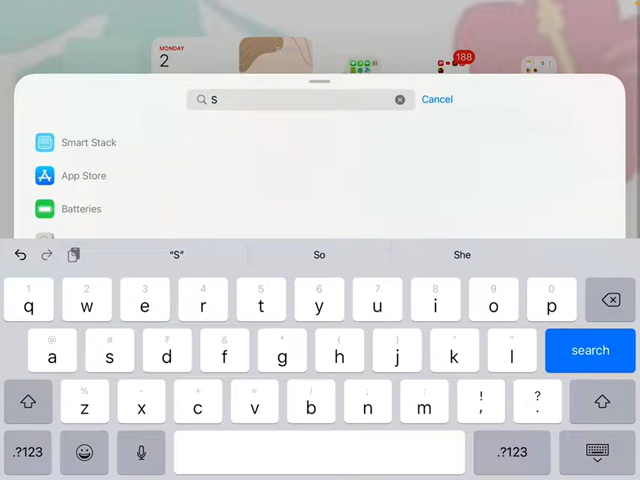 MONDAY
2
188
S
Cancel
Smart Stack
App Store
Batteries
“S”
So
She
1 2 3 4 5 6 7 8 9 0
q w e r t y u i o p
@ # ₹ & * ( ) ' "
a s d f g h j k l
search
% - + = / ; : ! ?
z x c v b n m , .
.?123
.?123